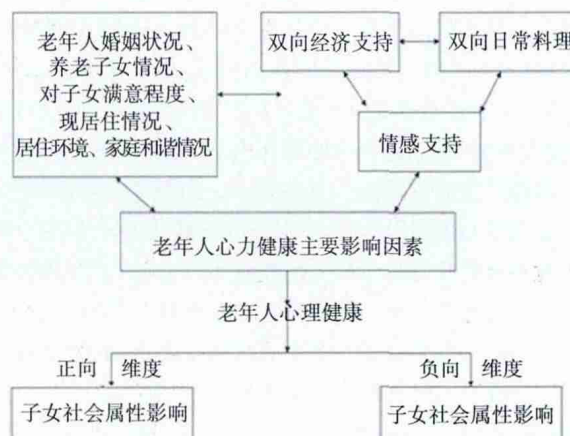 老年人婚姻状况、
养老子女情况、
对子女满意程度、
现居住情况、
居住环境、家庭和谐情况
双向经济支持
双向日常料理
情感支持
老年人心力健康主要影响因素
老年人心理健康
正向 维度
负向 维度
子女社会属性影响
子女社会属性影响